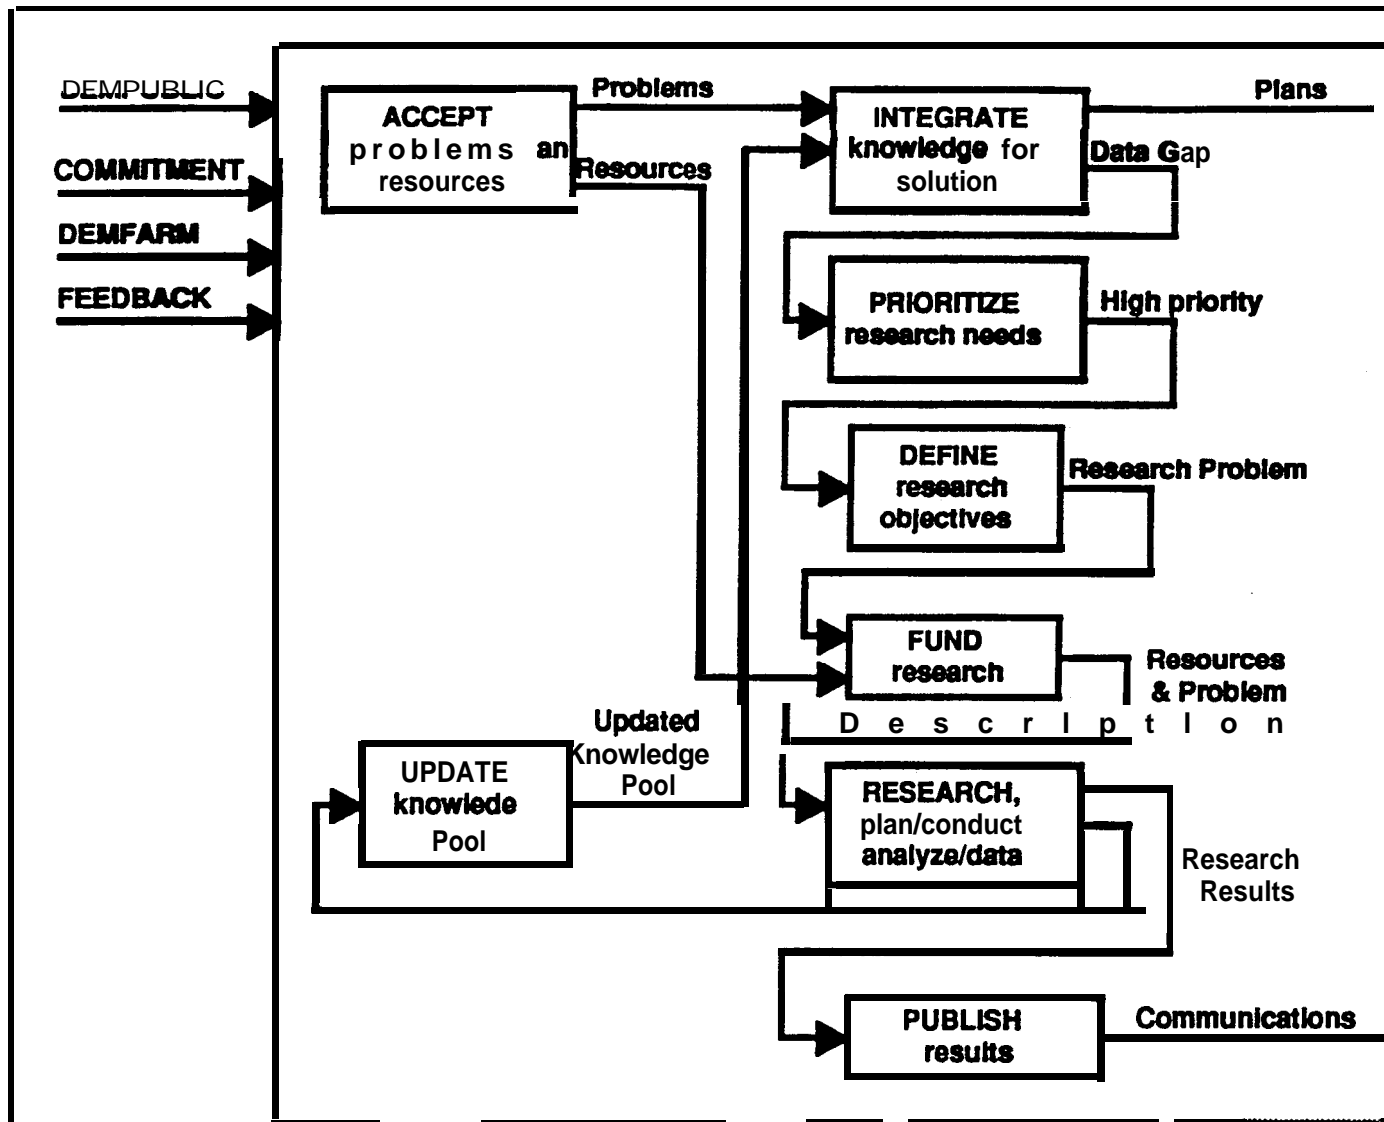 DEMPUBLIC
COMMITMENT
DEMFARM
FEEDBACK
ACCEPT
problems an
resources
Problems
Resources
INTEGRATE
knowledge for
solution
Plans
Data Gap
PRIORITIZE
research needs
High priority
DEFINE
research
objectives
Research Problem
FUND
research
Resources
& Problem
Description
Updated
Knowledge
Pool
UPDATE
knowlede
Pool
RESEARCH,
plan/conduct
analyze/data
Research
Results
PUBLISH
results
Communications